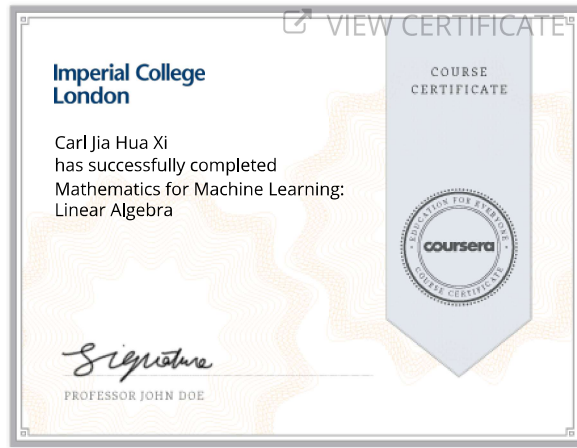 VIEW CERTIFICATE
Imperial College
London
COURSE
CERTIFICATE
Carl Jia Hua Xi
has successfully completed
Mathematics for Machine Learning:
Linear Algebra
EDUCATION FOR EVERYONE
coursera
COURSE CERTIFICATE
Signature
PROFESSOR JOHN DOE